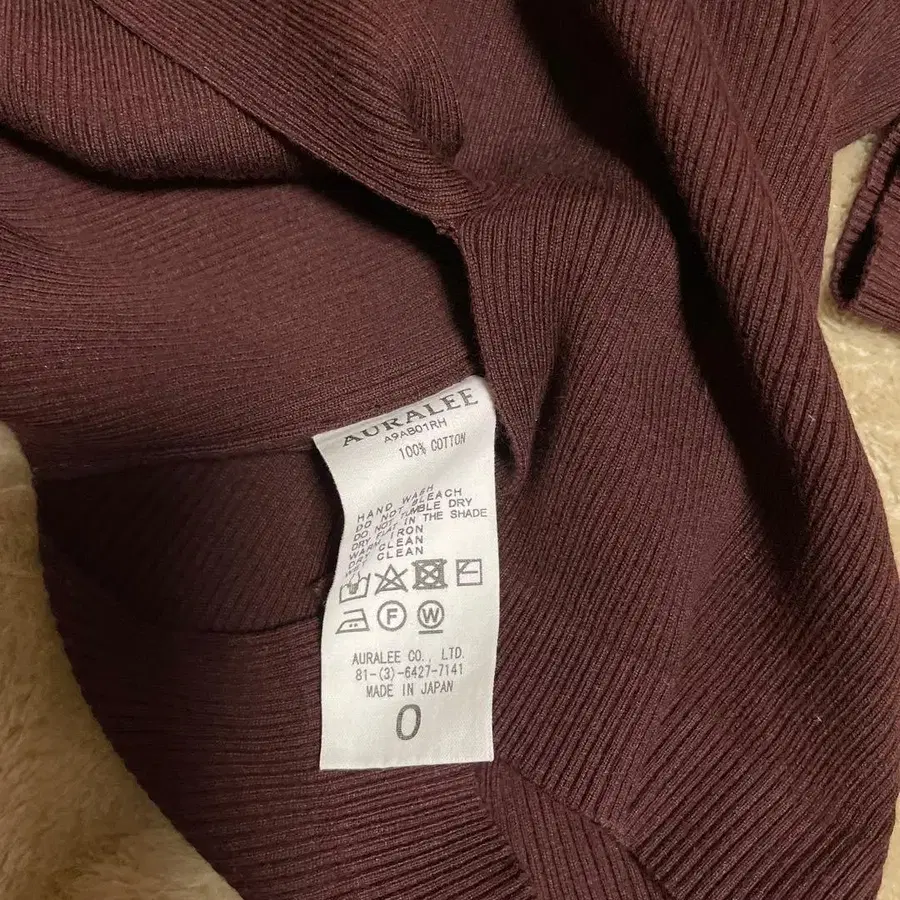 AURALEE
A9AB01RH
100% COTTON
HAND WASH
DO NOT BLEACH
DO NOT TUMBLE DRY
DRY FLAT IN THE SHADE
WARM IRON
DRY CLEAN
WET CLEAN
F W
AURALEE CO., LTD.
81-(3)-6427-7141
MADE IN JAPAN
0